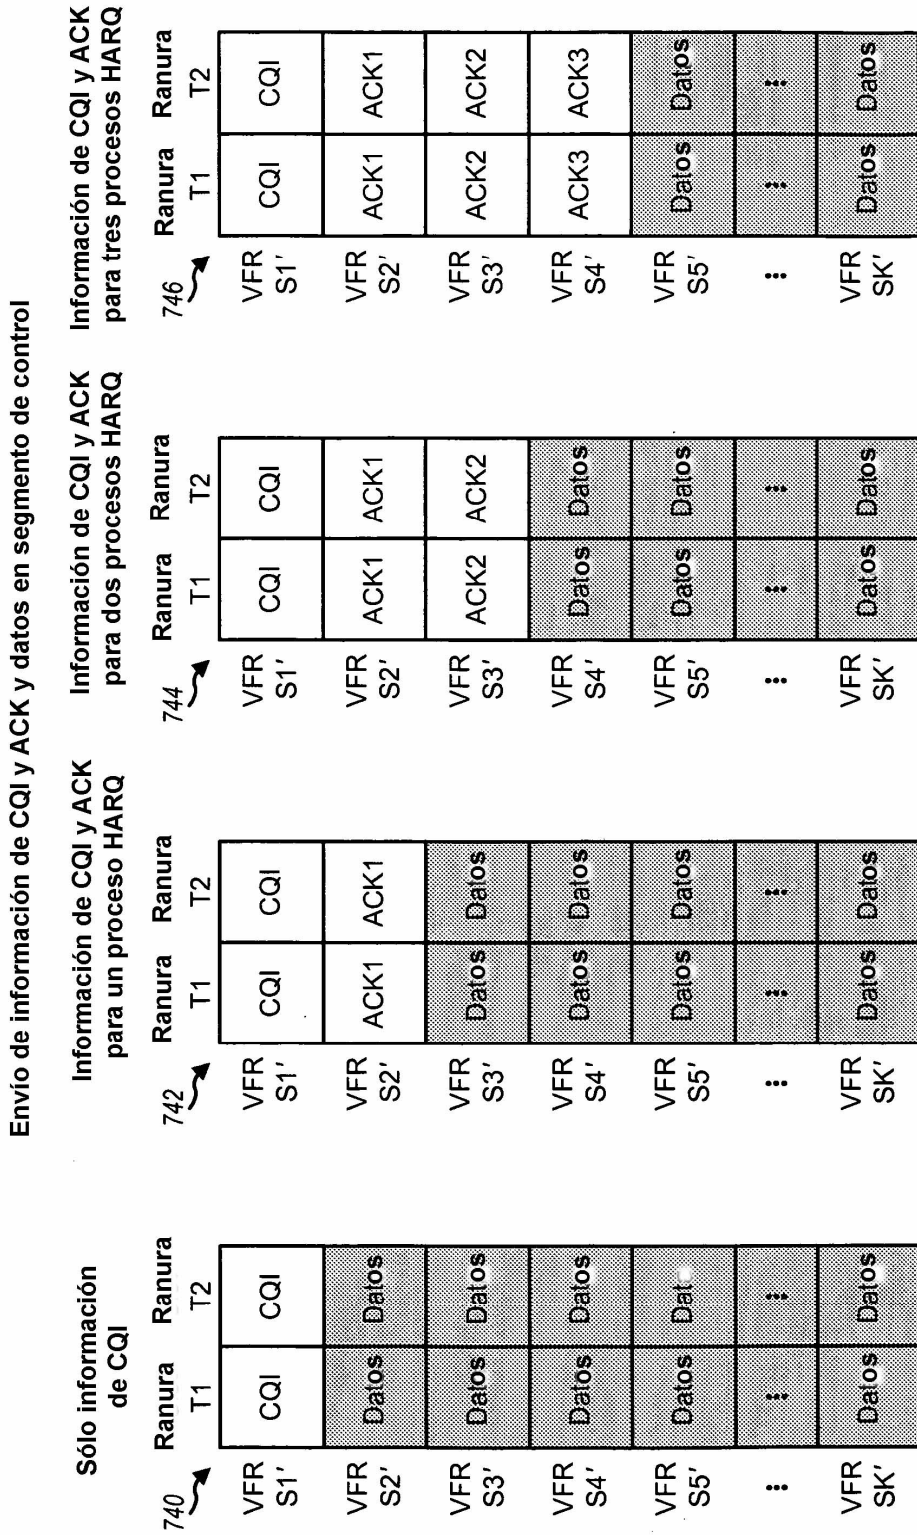 Envío de información de CQI y ACK y datos en segmento de control
Sólo información
de CQI
740
Ranura Ranura
T1 T2
VFR
S1'
CQI CQI
VFR
S2'
Datos Datos
VFR
S3'
Datos Datos
VFR
S4'
Datos Datos
VFR
S5'
Datos Dat
⋮ ⋮ ⋮
VFR
SK'
Datos Datos
Información de CQI y ACK
para un proceso HARQ
742
Ranura Ranura
T1 T2
VFR
S1'
CQI CQI
VFR
S2'
ACK1 ACK1
VFR
S3'
Datos Datos
VFR
S4'
Datos Datos
VFR
S5'
Datos Datos
⋮ ⋮ ⋮
VFR
SK'
Datos Datos
Información de CQI y ACK
para dos procesos HARQ
744
Ranura Ranura
T1 T2
VFR
S1'
CQI CQI
VFR
S2'
ACK1 ACK1
VFR
S3'
ACK2 ACK2
VFR
S4'
Datos Datos
VFR
S5'
Datos Datos
⋮ ⋮ ⋮
VFR
SK'
Datos Datos
Información de CQI y ACK
para tres procesos HARQ
746
Ranura Ranura
T1 T2
VFR
S1'
CQI CQI
VFR
S2'
ACK1 ACK1
VFR
S3'
ACK2 ACK2
VFR
S4'
ACK3 ACK3
VFR
S5'
Datos Datos
⋮ ⋮ ⋮
VFR
SK'
Datos Datos